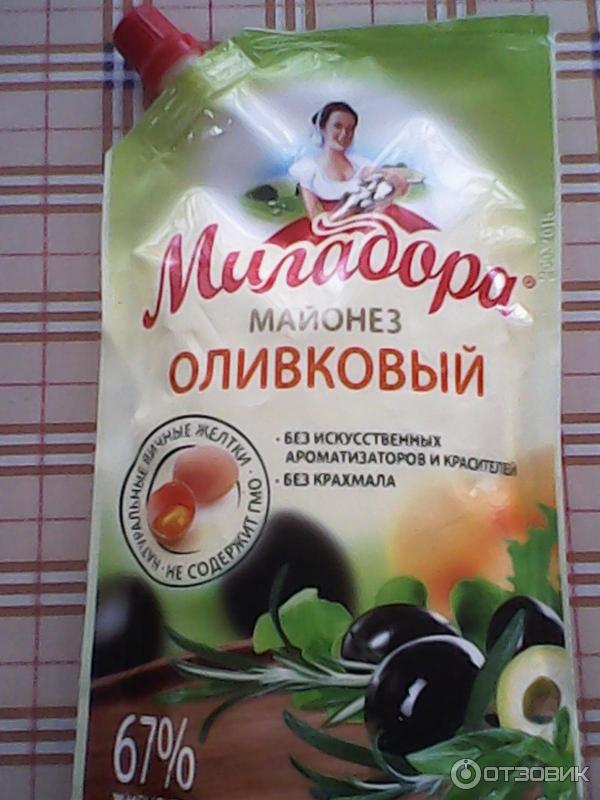 Миладора®
МАЙОНЕЗ
ОЛИВКОВЫЙ
• БЕЗ ИСКУССТВЕННЫХ
АРОМАТИЗАТОРОВ И КРАСИТЕЛЕЙ
• БЕЗ КРАХМАЛА
НАТУРАЛЬНЫЕ ЯИЧНЫЕ ЖЕЛТКИ •
НЕ СОДЕРЖИТ ГМО •
67%
ОТЗОВИК